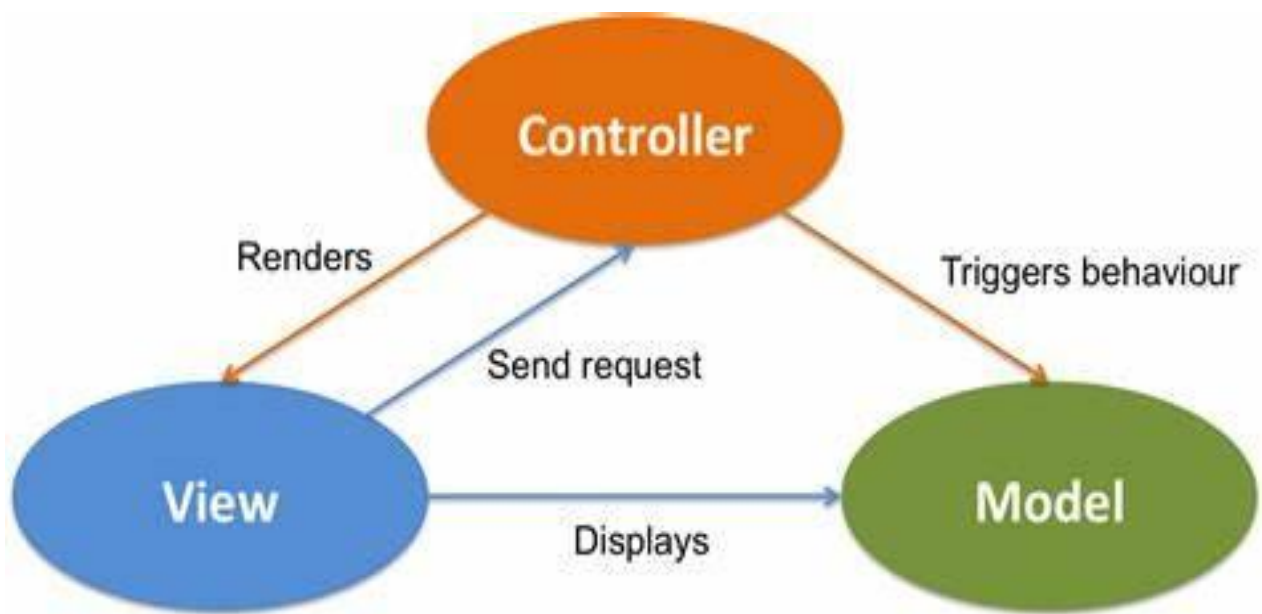 Controller
Renders
Triggers behaviour
Send request
View
Model
Displays